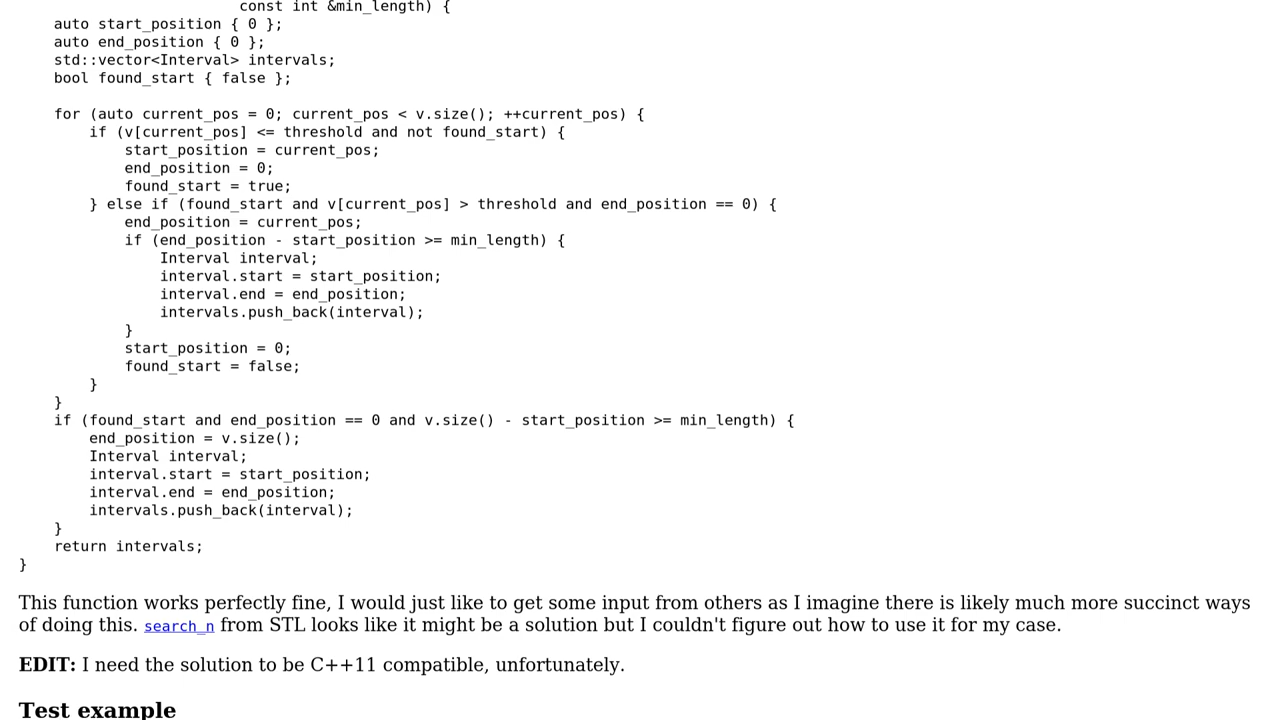 const int &min_length) {
auto start_position { 0 };
auto end_position { 0 };
std::vector<Interval> intervals;
bool found_start { false };
for (auto current_pos = 0; current_pos < v.size(); ++current_pos) {
if (v[current_pos] <= threshold and not found_start) {
start_position = current_pos;
end_position = 0;
found_start = true;
} else if (found_start and v[current_pos] > threshold and end_position == 0) {
end_position = current_pos;
if (end_position - start_position >= min_length) {
Interval interval;
interval.start = start_position;
interval.end = end_position;
intervals.push_back(interval);
}
start_position = 0;
found_start = false;
}
}
if (found_start and end_position == 0 and v.size() - start_position >= min_length) {
end_position = v.size();
Interval interval;
interval.start = start_position;
interval.end = end_position;
intervals.push_back(interval);
}
return intervals;
}
This function works perfectly fine, I would just like to get some input from others as I imagine there is likely much more succinct ways
of doing this. search_n from STL looks like it might be a solution but I couldn't figure out how to use it for my case.
EDIT: I need the solution to be C++11 compatible, unfortunately.
Test example